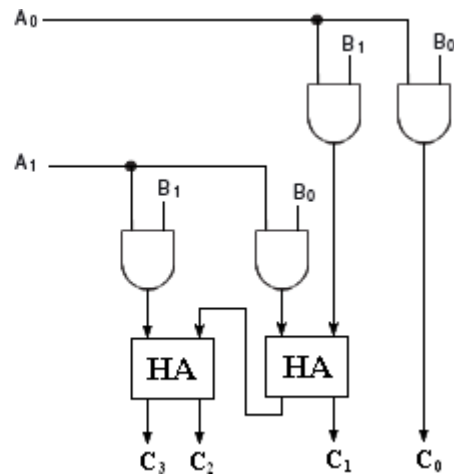 A₀
B₁ B₀
A₁
B₁ B₀
HA HA
C₃ C₂ C₁ C₀